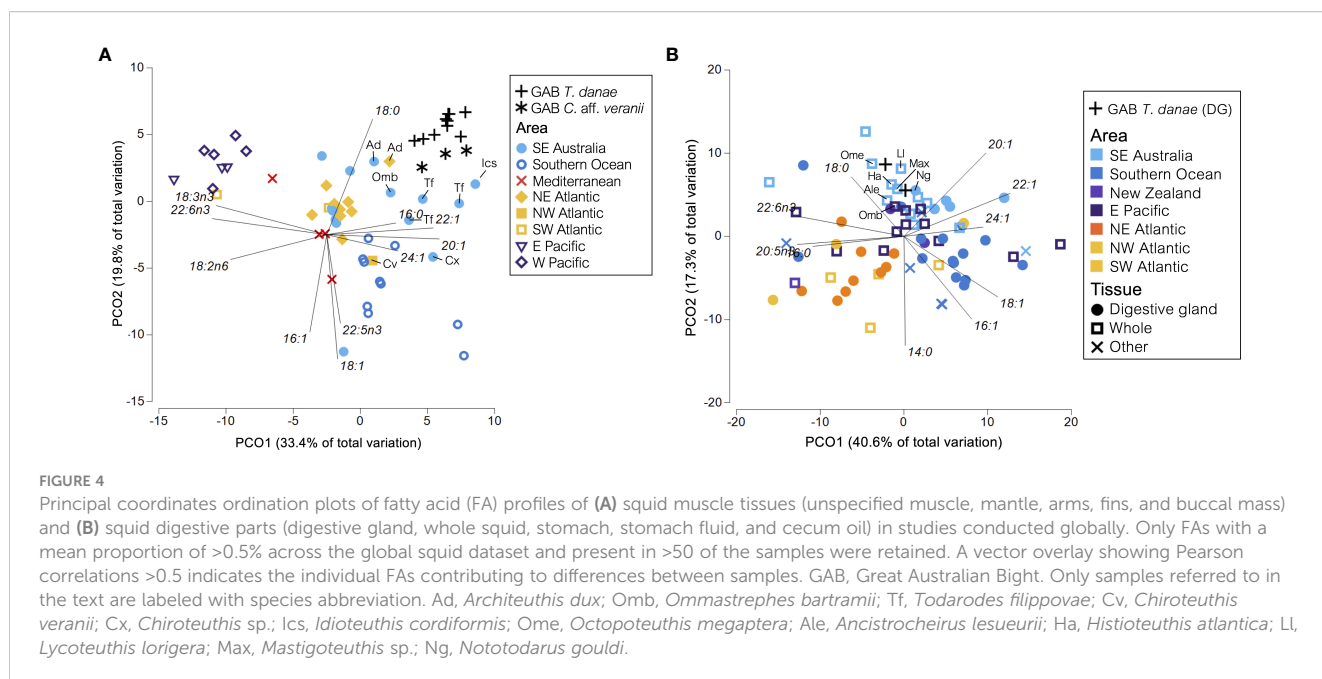 A
B
10
5
0
-5
-10
-15
-15
-10
-5
0
5
10
PCO2 (19.8% of total variation)
PCO1 (33.4% of total variation)
18:0
Ad
Ad
Omb
Tf
Tf
Tf
Ics
16:0
22:1
20:1
24:1
Cv
Cx
18:3n3
22:6n3
18:2n6
16:1
22:5n3
18:1
GAB T. danae
GAB C. aff. veranii
Area
SE Australia
Southern Ocean
Mediterranean
NE Atlantic
NW Atlantic
SW Atlantic
E Pacific
W Pacific
20
10
0
-10
-20
-20
-10
0
10
20
PCO2 (17.3% of total variation)
PCO1 (40.6% of total variation)
Ome
Ll
Max
Ha
Ng
Ale
Omb
18:0
20:1
22:1
24:1
22:6n3
20:5n3
16:0
18:1
16:1
14:0
GAB T. danae (DG)
Area
SE Australia
Southern Ocean
New Zealand
E Pacific
NE Atlantic
NW Atlantic
SW Atlantic
Tissue
Digestive gland
Whole
Other
FIGURE 4
Principal coordinates ordination plots of fatty acid (FA) profiles of (A) squid muscle tissues (unspecified muscle, mantle, arms, fins, and buccal mass)
and (B) squid digestive parts (digestive gland, whole squid, stomach, stomach fluid, and cecum oil) in studies conducted globally. Only FAs with a
mean proportion of >0.5% across the global squid dataset and present in >50 of the samples were retained. A vector overlay showing Pearson
correlations >0.5 indicates the individual FAs contributing to differences between samples. GAB, Great Australian Bight. Only samples referred to in
the text are labeled with species abbreviation. Ad, Architeuthis dux; Omb, Ommastrephes bartramii; Tf, Todarodes filippovae; Cv, Chiroteuthis
veranii; Cx, Chiroteuthis sp.; Ics, Idioteuthis cordiformis; Ome, Octopoteuthis megaptera; Ale, Ancistrocheirus lesueurii; Ha, Histioteuthis atlantica; Ll,
Lycoteuthis lorigera; Max, Mastigoteuthis sp.; Ng, Nototodarus gouldi.